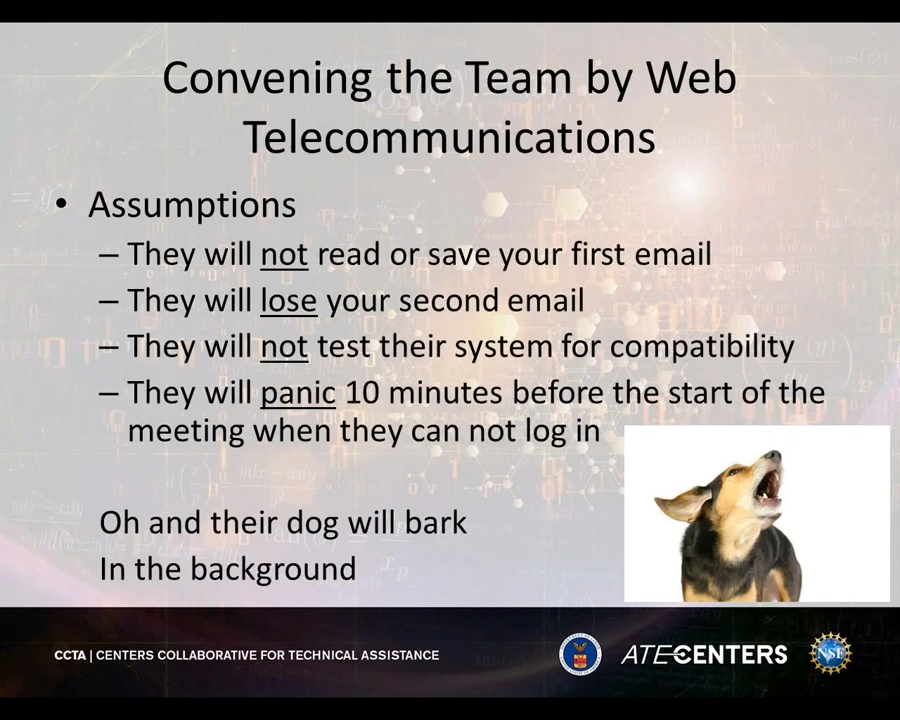 Convening the Team by Web
Telecommunications
• Assumptions
– They will not read or save your first email
– They will lose your second email
– They will not test their system for compatibility
– They will panic 10 minutes before the start of the
meeting when they can not log in
Oh and their dog will bark
In the background
CCTA | CENTERS COLLABORATIVE FOR TECHNICAL ASSISTANCE
ATE CENTERS
NSF